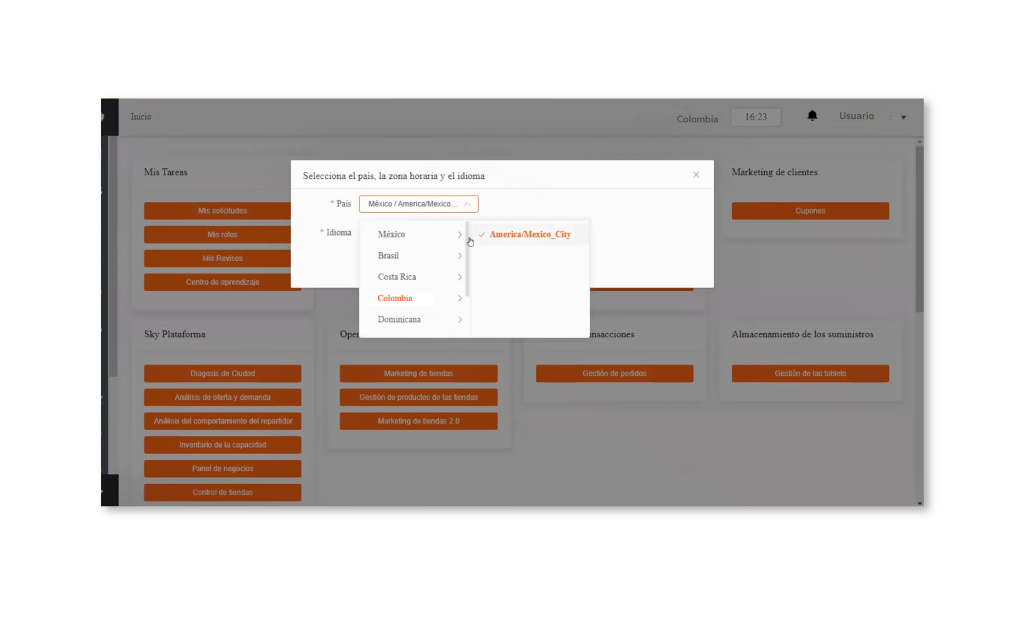 Inicio
Colombia
16:23
Usuario
Mis Tareas
Mis solicitudes
Mis roles
Mis Revisos
Centro de aprendizaje
Selecciona el país, la zona horaria y el idioma
* País
México / America/Mexico...
* Idioma
México
Brasil
Costa Rica
Colombia
Dominicana
America/Mexico_City
Marketing de clientes
Cupones
Sky Plataforma
Diagosis de Ciudad
Análisis de oferta y demanda
Análisis del comportamiento del repartidor
Inventario de la capacidad
Panel de negocios
Control de tiendas
Oper
Marketing de tiendas
Gestión de productos de las tiendas
Marketing de tiendas 2.0
nsacciones
Gestión de pedidos
Almacenamiento de los suministros
Gestión de las tablets